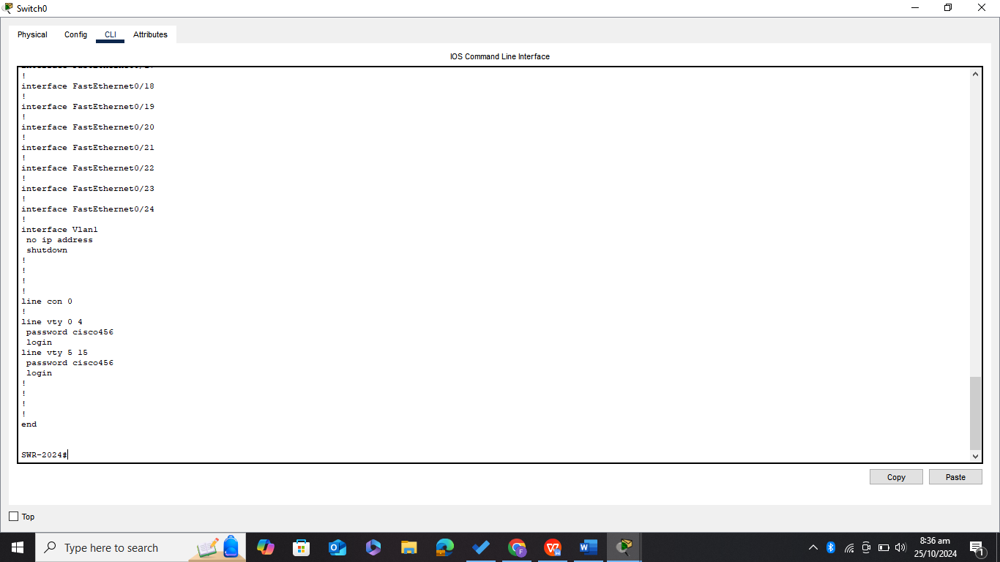 Switch0
Physical Config CLI Attributes
IOS Command Line Interface
!
interface FastEthernet0/18
!
interface FastEthernet0/19
!
interface FastEthernet0/20
!
interface FastEthernet0/21
!
interface FastEthernet0/22
!
interface FastEthernet0/23
!
interface FastEthernet0/24
!
interface Vlan1
 no ip address
 shutdown
!
!
!
!
line con 0
!
line vty 0 4
 password cisco456
 login
line vty 5 15
 password cisco456
 login
!
!
!
!
end
SWR-2024#
Copy Paste
Top
Type here to search
8:36 am
25/10/2024
1